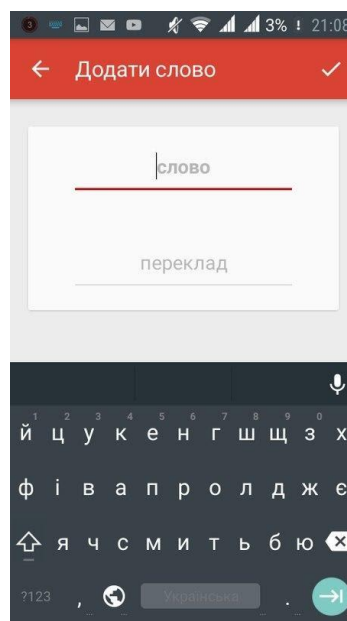 3 3% ! 21:08
Додати слово
слово
переклад
1 2 3 4 5 6 7 8 9 0
й ц у к е н г ш щ з х
ф і в а п р о л д ж є
я ч с м и т ь б ю
?123 , Українська .